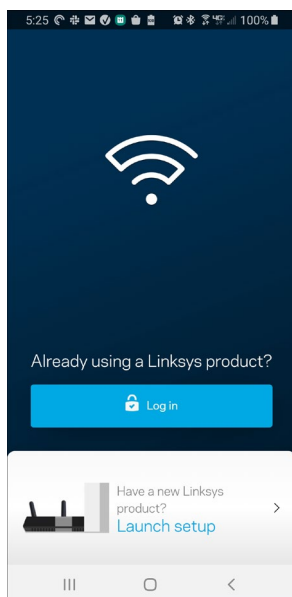 5:25 100%
Already using a Linksys product?
Log in
Have a new Linksys
product?
Launch setup